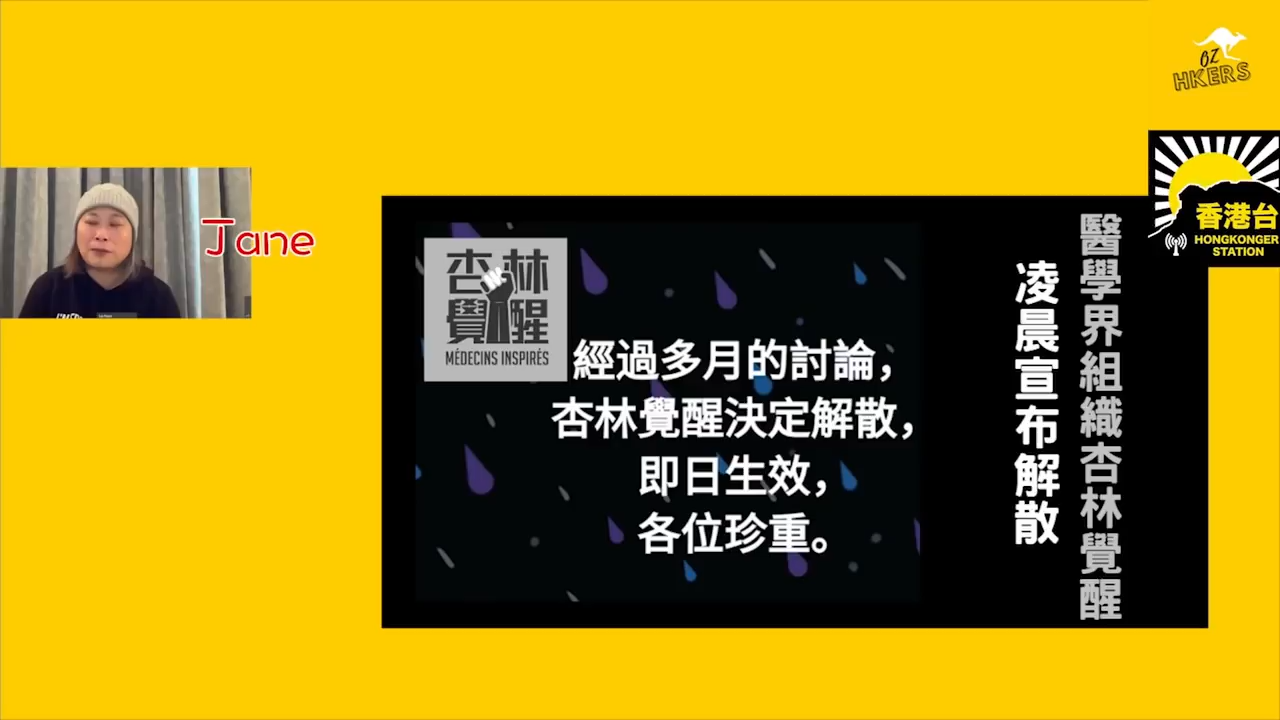 OZ
HKERS
香港台
HONGKONGER
STATION
Jane
杏林
覺醒
MÉDECINS INSPIRÉS
經過多月的討論，
杏林覺醒決定解散，
即日生效，
各位珍重。
醫學界組織杏林覺醒
凌晨宣布解散